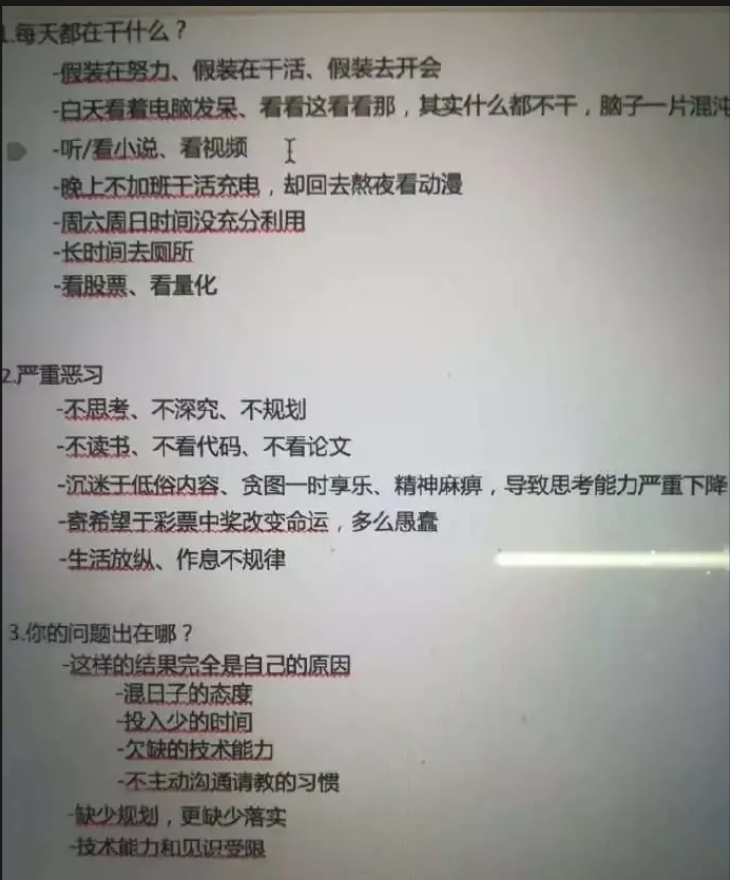 1.每天都在干什么？
-假装在努力、假装在干活、假装去开会
-白天看着电脑发呆、看看这看看那，其实什么都不干，脑子一片混沌
-听/看小说、看视频
-晚上不加班干活充电，却回去熬夜看动漫
-周六周日时间没充分利用
-长时间去厕所
-看股票、看量化
2.严重恶习
-不思考、不深究、不规划
-不读书、不看代码、不看论文
-沉迷于低俗内容、贪图一时享乐、精神麻痹，导致思考能力严重下降
-寄希望于彩票中奖改变命运，多么愚蠢
-生活放纵、作息不规律
3.你的问题出在哪？
-这样的结果完全是自己的原因
-混日子的态度
-投入少的时间
-欠缺的技术能力
-不主动沟通请教的习惯
-缺少规划，更缺少落实
-技术能力和见识受限